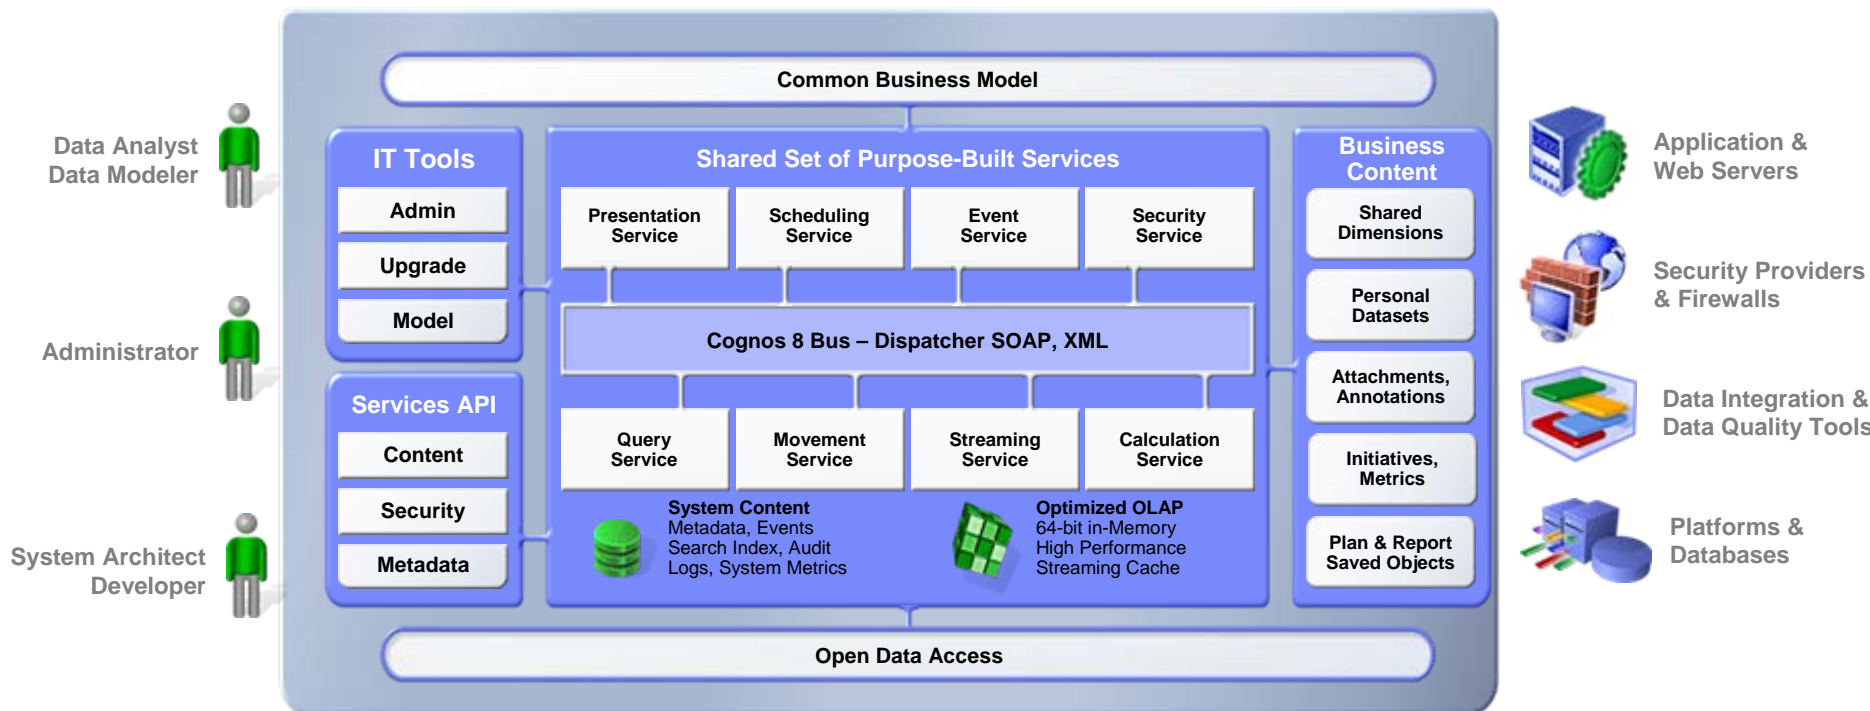 Common Business Model
Data Analyst
Data Modeler
Administrator
System Architect
Developer
IT Tools
Admin
Upgrade
Model
Services API
Content
Security
Metadata
Shared Set of Purpose-Built Services
Presentation
Service
Scheduling
Service
Event
Service
Security
Service
Cognos 8 Bus – Dispatcher SOAP, XML
Query
Service
Movement
Service
Streaming
Service
Calculation
Service
System Content
Metadata, Events
Search Index, Audit
Logs, System Metrics
Optimized OLAP
64-bit in-Memory
High Performance
Streaming Cache
Business
Content
Shared
Dimensions
Personal
Datasets
Attachments,
Annotations
Initiatives,
Metrics
Plan & Report
Saved Objects
Application &
Web Servers
Security Providers
& Firewalls
Data Integration &
Data Quality Tools
Platforms &
Databases
Open Data Access